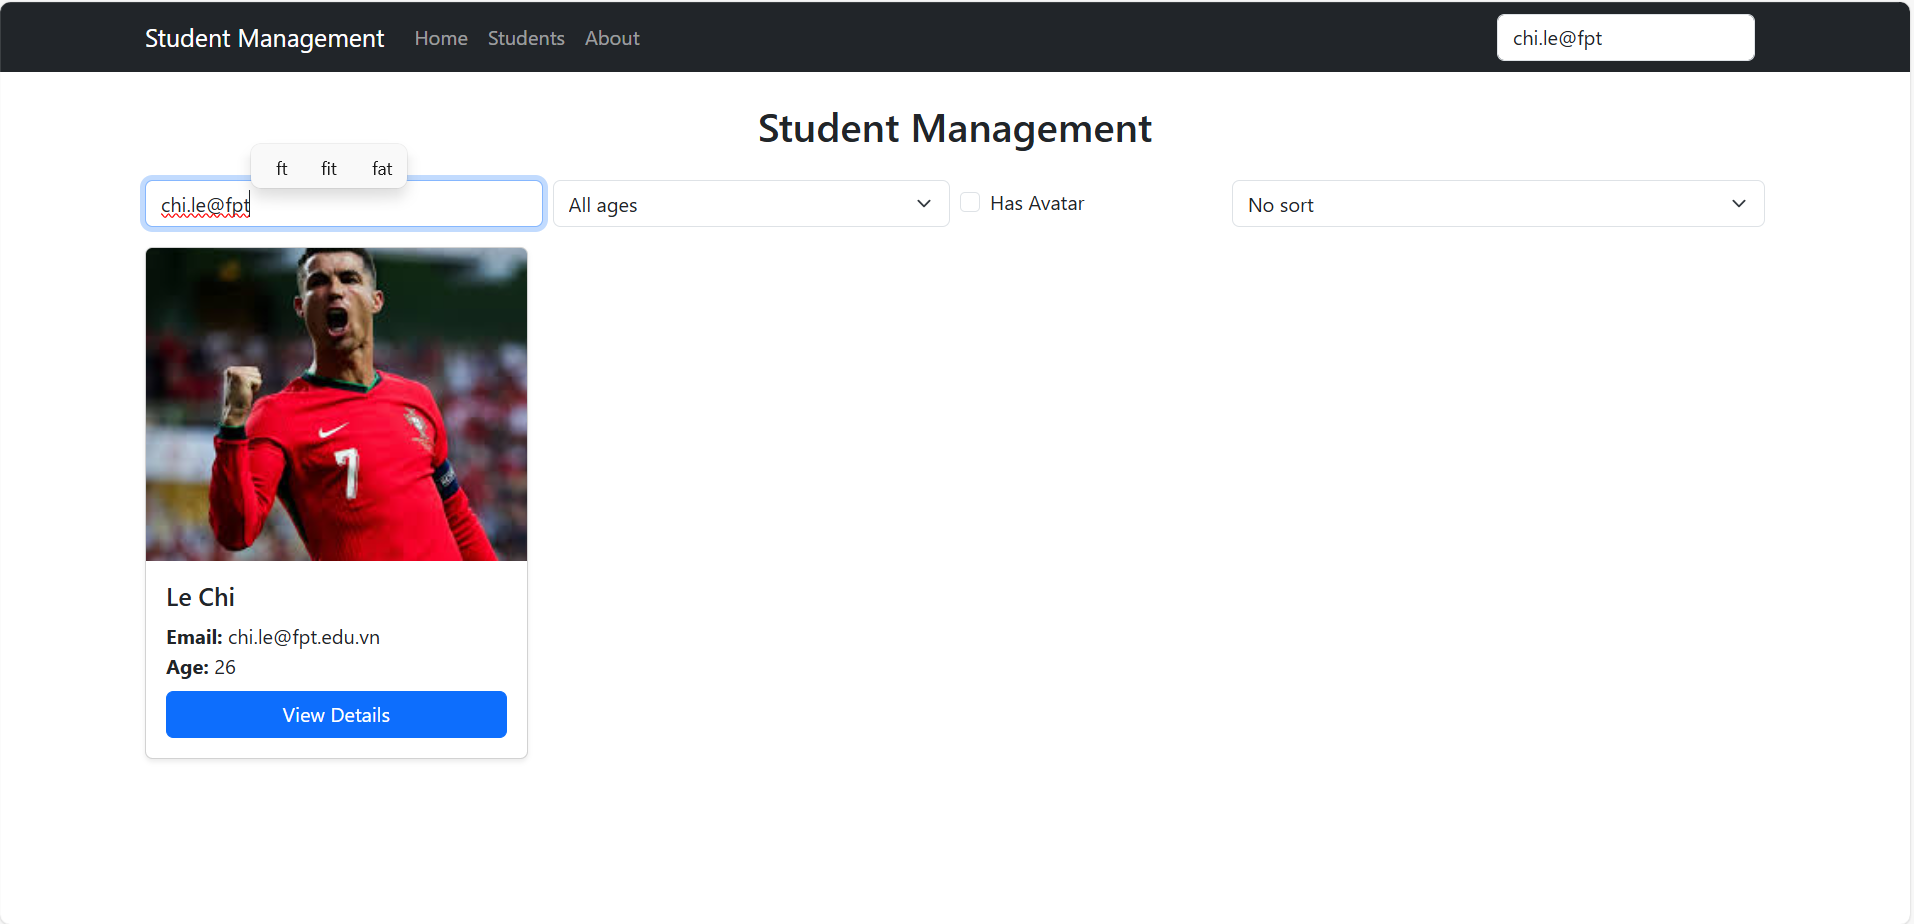 Student Management Home Students About chi.le@fpt
Student Management
ft fit fat
chi.le@fpt All ages Has Avatar No sort
7
Le Chi
Email: chi.le@fpt.edu.vn
Age: 26
View Details